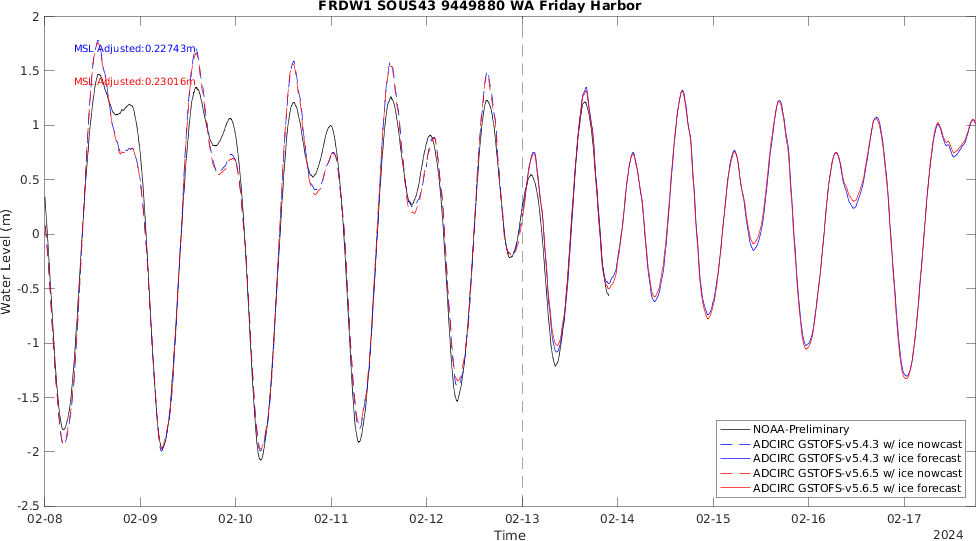 FRDW1 SOUS43 9449880 WA Friday Harbor
2
1.5
1
0.5
0
-0.5
-1
-1.5
-2
-2.5
Water Level (m)
MSL Adjusted:0.22743m
MSL Adjusted:0.23016m
NOAA-Preliminary
ADCIRC GSTOFS-v5.4.3 w/ ice nowcast
ADCIRC GSTOFS-v5.4.3 w/ ice forecast
ADCIRC GSTOFS-v5.6.5 w/ ice nowcast
ADCIRC GSTOFS-v5.6.5 w/ ice forecast
02-08 02-09 02-10 02-11 02-12 02-13 02-14 02-15 02-16 02-17
Time
2024